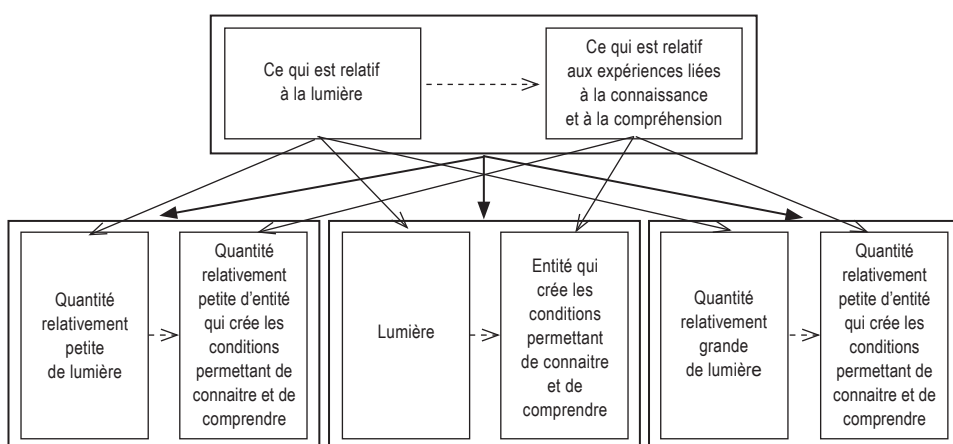 Ce qui est relatif
à la lumière
Ce qui est relatif
aux expériences liées
à la connaissance
et à la compréhension
Quantité
relativement
petite
de lumière
Quantité
relativement
petite d’entité
qui crée les
conditions
permettant de
connaitre et de
comprendre
Lumière
Entité qui
crée les
conditions
permettant
de connaitre
et de
comprendre
Quantité
relativement
grande
de lumière
Quantité
relativement
petite d’entité
qui crée les
conditions
permettant de
connaitre et de
comprendre